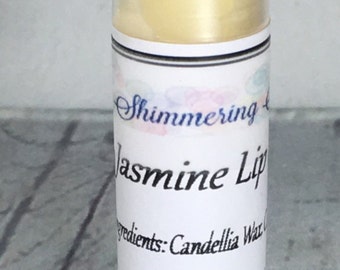 Shimmering
Jasmine Lip
Ingredients: Candellia Wax